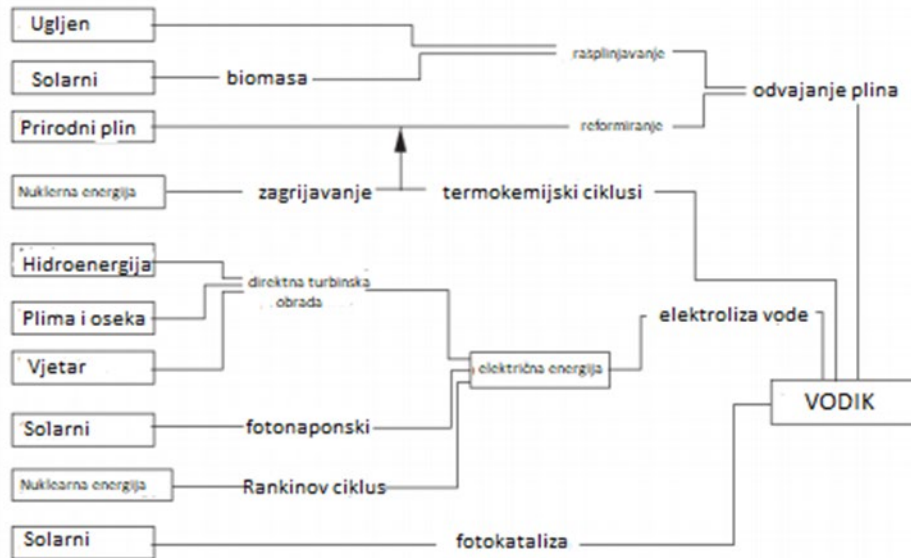 Ugljen
rasplinjavanje
Solarni
biomasa
odvajanje plina
Prirodni plin
reformiranje
Nuklerna energija
zagrijavanje
termokemijski ciklusi
Hidroenergija
direktna turbinska
obrada
Plima i oseka
elektroliza vode
Vjetar
električna energija
VODIK
Solarni
fotonaponski
Nuklearna energija
Rankinov ciklus
Solarni
fotokataliza